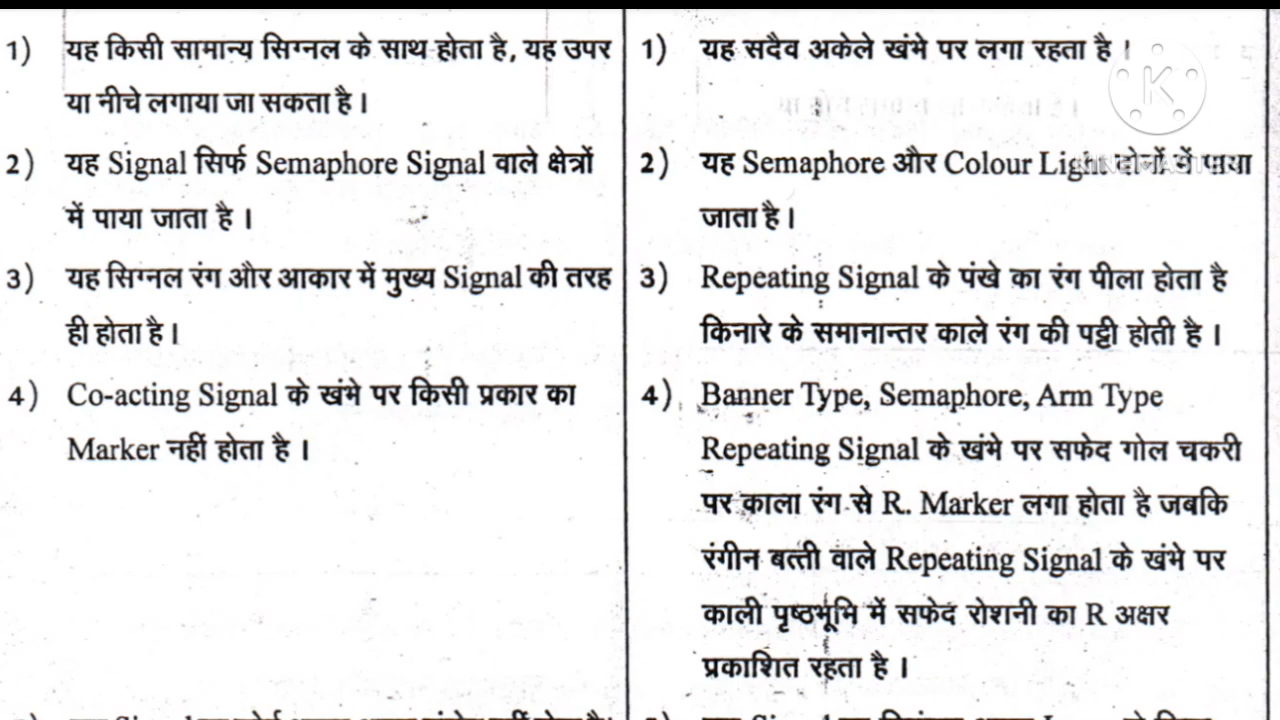 1) यह किसी सामान्य सिग्नल के साथ होता है, यह उपर
या नीचे लगाया जा सकता है।
2) यह Signal सिर्फ Semaphore Signal वाले क्षेत्रों
में पाया जाता है ।
3) यह सिग्नल रंग और आकार में मुख्य Signal की तरह
ही होता है।
4) Co-acting Signal के खंभे पर किसी प्रकार का
Marker नहीं होता है ।
1) यह सदैव अकेले खंभे पर लगा रहता है ।
K
2) यह Semaphore और Colour Light दोनों में पाया
जाता है।
3) Repeating Signal के पंखे का रंग पीला होता है
किनारे के समानान्तर काले रंग की पट्टी होती है ।
4) Banner Type, Semaphore, Arm Type
Repeating Signal के खंभे पर सफेद गोल चकरी
पर काला रंग से R. Marker लगा होता है जबकि
रंगीन बत्ती वाले Repeating Signal के खंभे पर
काली पृष्ठभूमि में सफेद रोशनी का R अक्षर
प्रकाशित रहता है ।